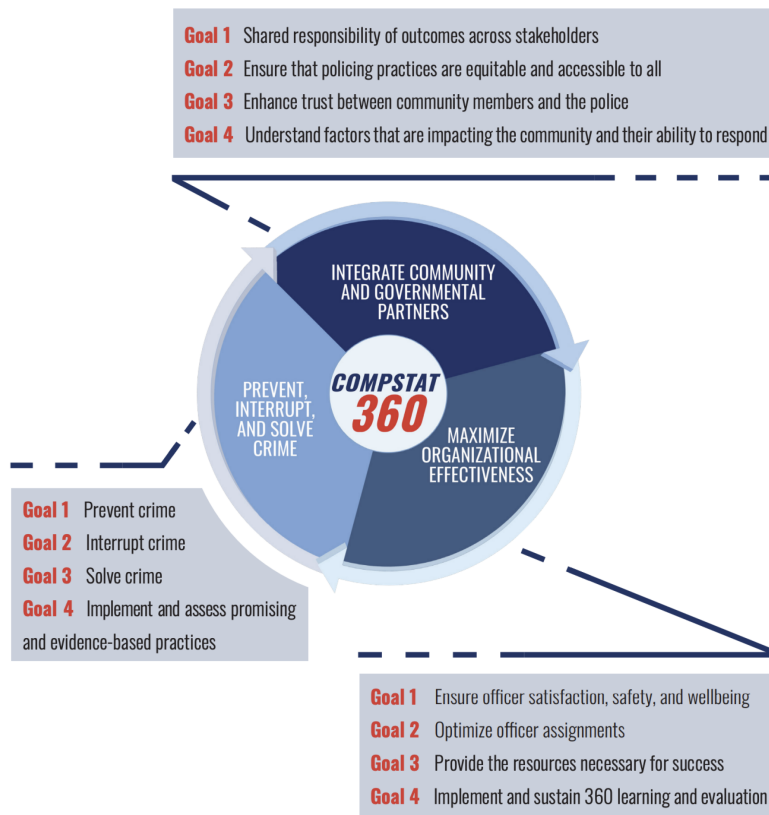 Goal 1 Shared responsibility of outcomes across stakeholders
Goal 2 Ensure that policing practices are equitable and accessible to all
Goal 3 Enhance trust between community members and the police
Goal 4 Understand factors that are impacting the community and their ability to respond
INTEGRATE COMMUNITY
AND GOVERNMENTAL
PARTNERS
PREVENT,
INTERRUPT,
AND SOLVE
CRIME
COMPSTAT
360
MAXIMIZE
ORGANIZATIONAL
EFFECTIVENESS
Goal 1 Prevent crime
Goal 2 Interrupt crime
Goal 3 Solve crime
Goal 4 Implement and assess promising
and evidence-based practices
Goal 1 Ensure officer satisfaction, safety, and wellbeing
Goal 2 Optimize officer assignments
Goal 3 Provide the resources necessary for success
Goal 4 Implement and sustain 360 learning and evaluation